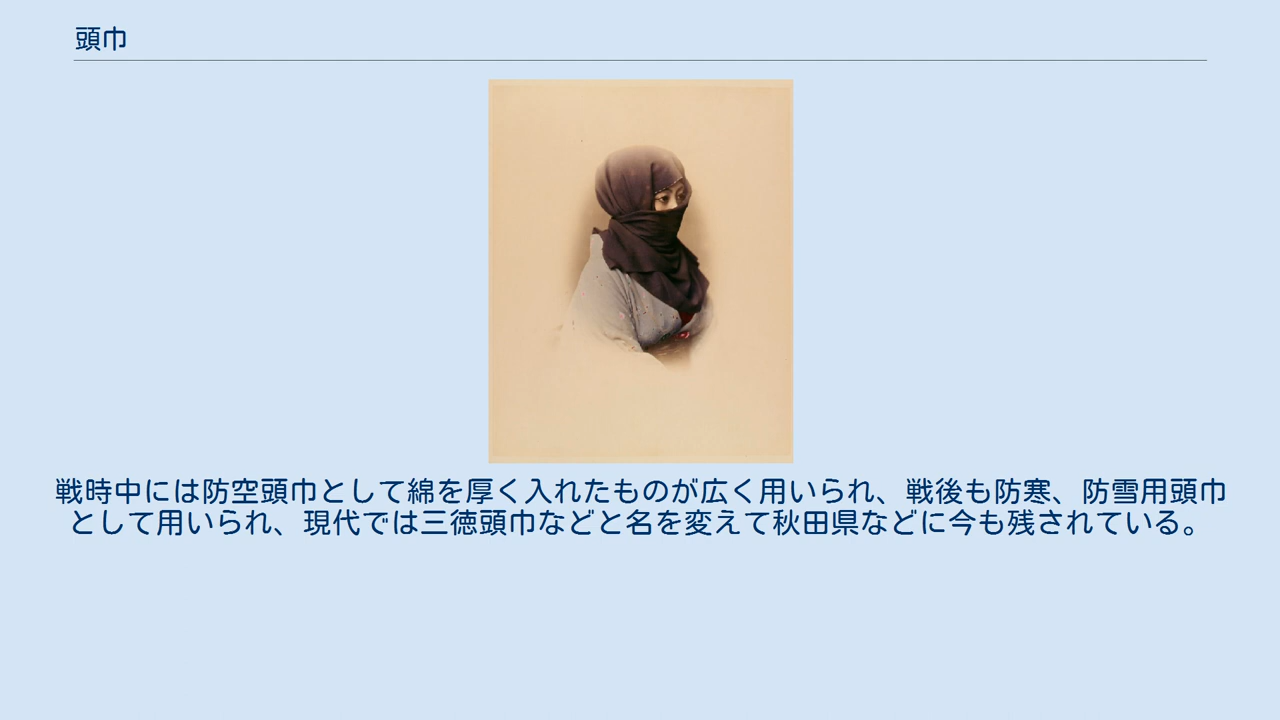 頭巾
戦時中には防空頭巾として綿を厚く入れたものが広く用いられ、戦後も防寒、防雪用頭巾
として用いられ、現代では三徳頭巾などと名を変えて秋田県などに今も残されている。